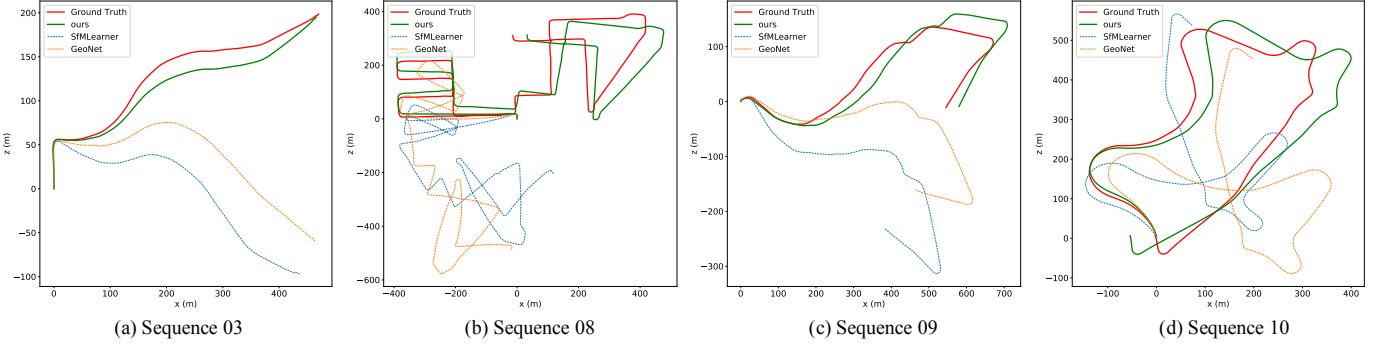 Ground Truth
ours
SfMLearner
GeoNet
200
150
100
50
0
−50
−100
z (m)
0
100
200
300
400
x (m)
(a) Sequence 03
Ground Truth
ours
SfMLearner
GeoNet
400
200
0
−200
−400
−600
z (m)
−400
−200
0
200
400
x (m)
(b) Sequence 08
Ground Truth
ours
SfMLearner
GeoNet
100
0
−100
−200
−300
z (m)
0
100
200
300
400
500
600
700
x (m)
(c) Sequence 09
Ground Truth
ours
SfMLearner
GeoNet
500
400
300
200
100
0
−100
z (m)
−100
0
100
200
300
400
x (m)
(d) Sequence 10